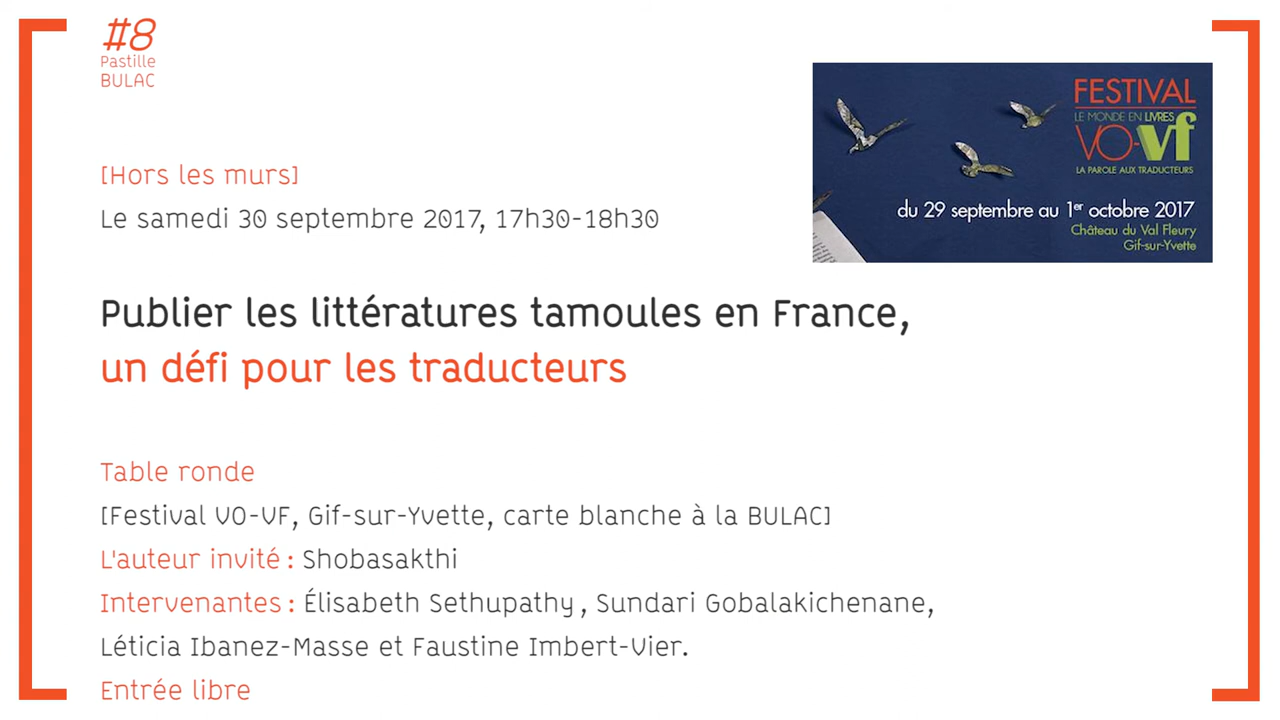 #8
Pastille
BULAC
FESTIVAL
LE MONDE EN LIVRES
VO-vf
LA PAROLE AUX TRADUCTEURS
du 29 septembre au 1er octobre 2017
Château du Val Fleury
Gif-sur-Yvette
[Hors les murs]
Le samedi 30 septembre 2017, 17h30-18h30
Publier les littératures tamoules en France,
un défi pour les traducteurs
Table ronde
[Festival VO-VF, Gif-sur-Yvette, carte blanche à la BULAC]
L'auteur invité : Shobasakthi
Intervenantes : Élisabeth Sethupathy , Sundari Gobalakichenane,
Léticia Ibanez-Masse et Faustine Imbert-Vier.
Entrée libre